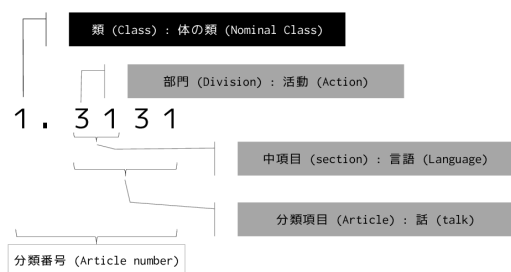 類 (Class) : 体の類 (Nominal Class)
部門 (Division) : 活動 (Action)
1. 3131
中項目 (section) : 言語 (Language)
分類項目 (Article) : 話 (talk)
分類番号 (Article number)